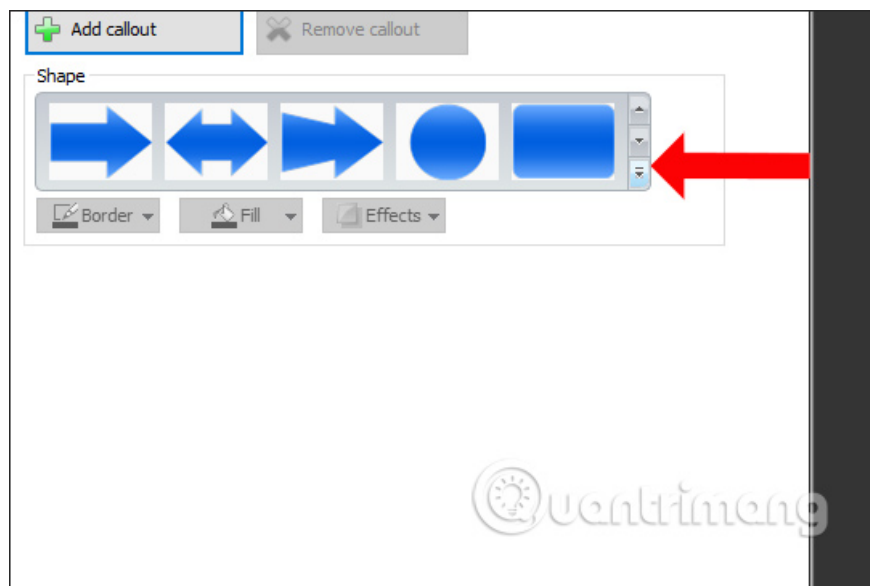 Add callout
Remove callout
Shape
Border
Fill
Effects
Quantrimang